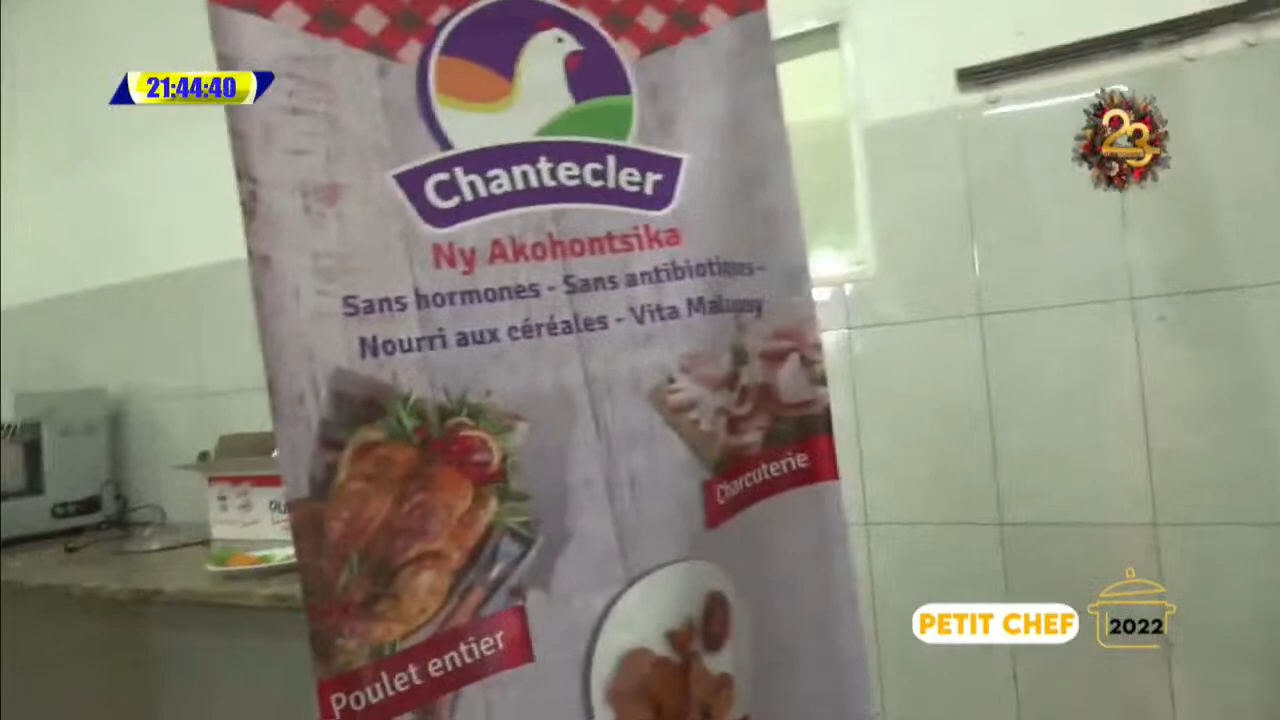 21:44:40
23
Chantecler
Ny Akohontsika
Sans hormones - Sans antibiotiques-
Nourri aux céréales - Vita Malagasy
Charcuterie
Poulet entier
PETIT CHEF
2022